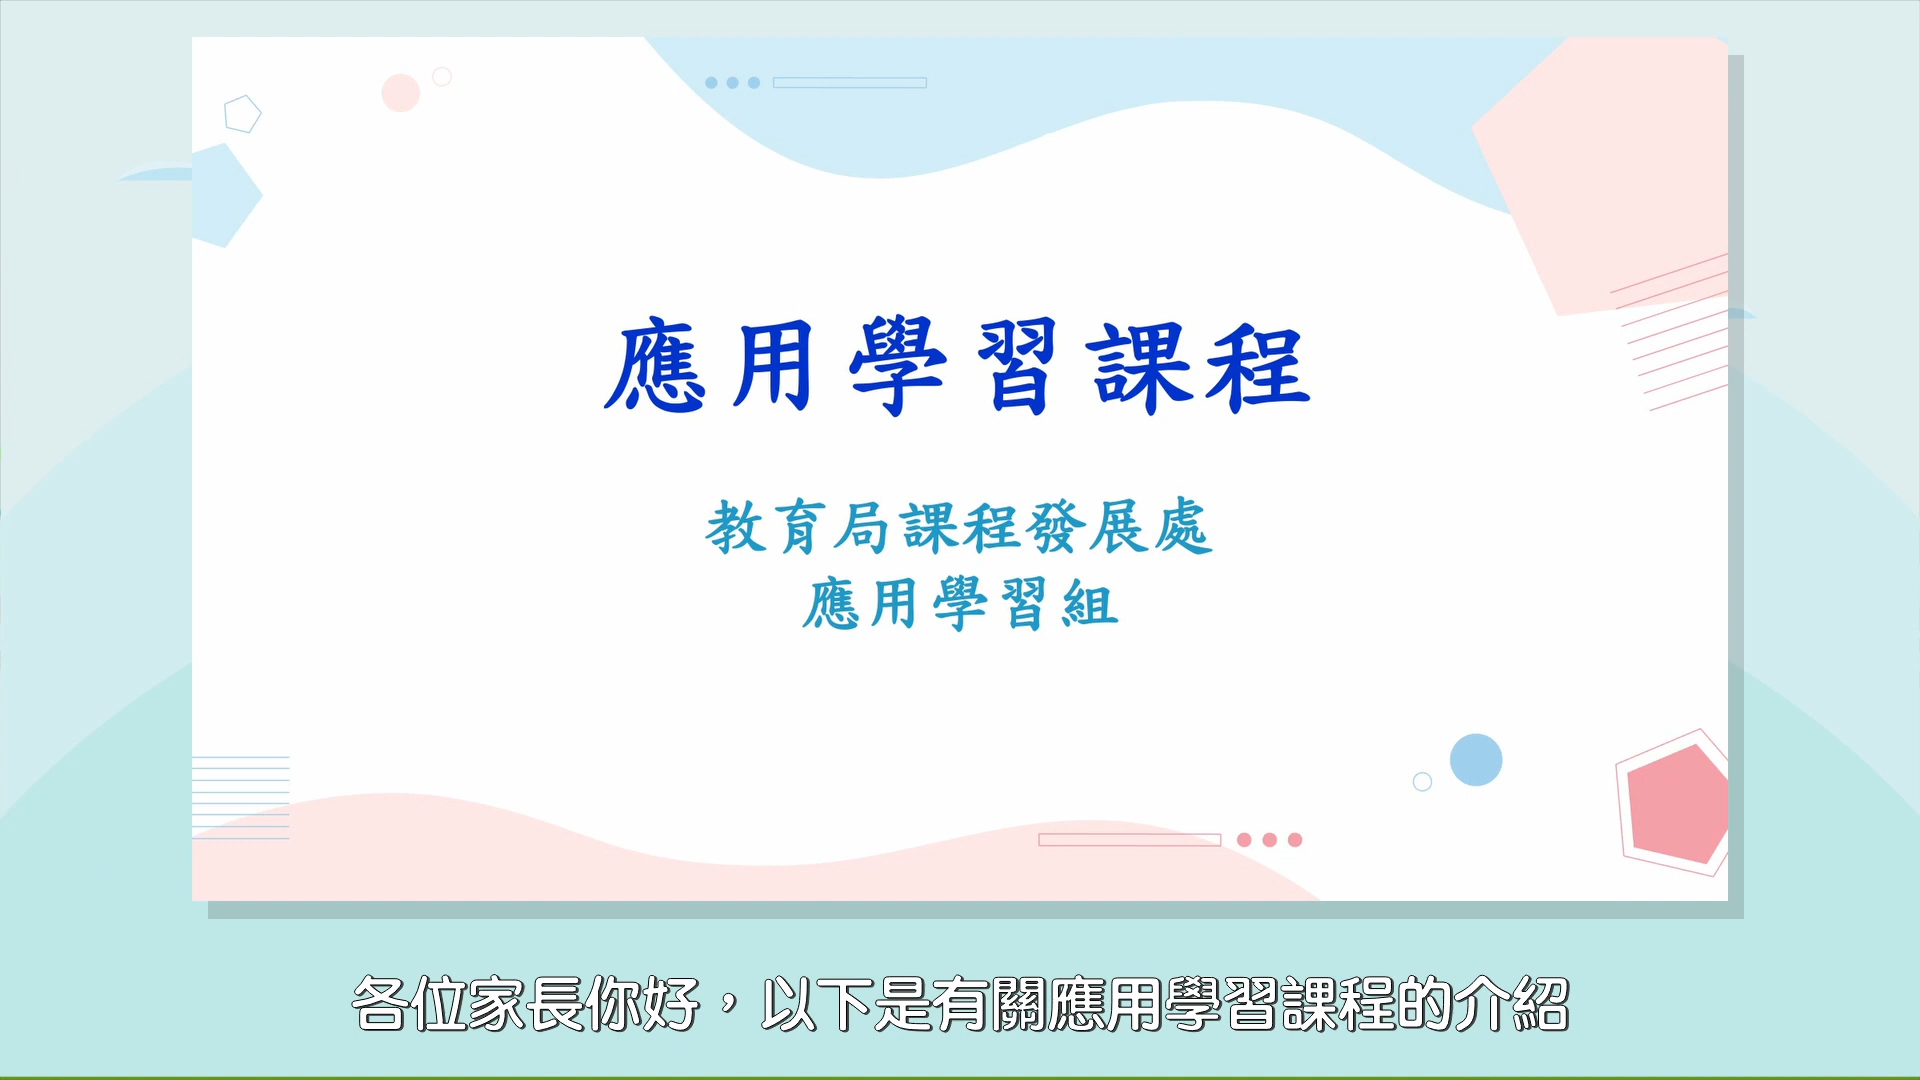 應用學習課程
教育局課程發展處
應用學習組
各位家長你好，以下是有關應用學習課程的介紹